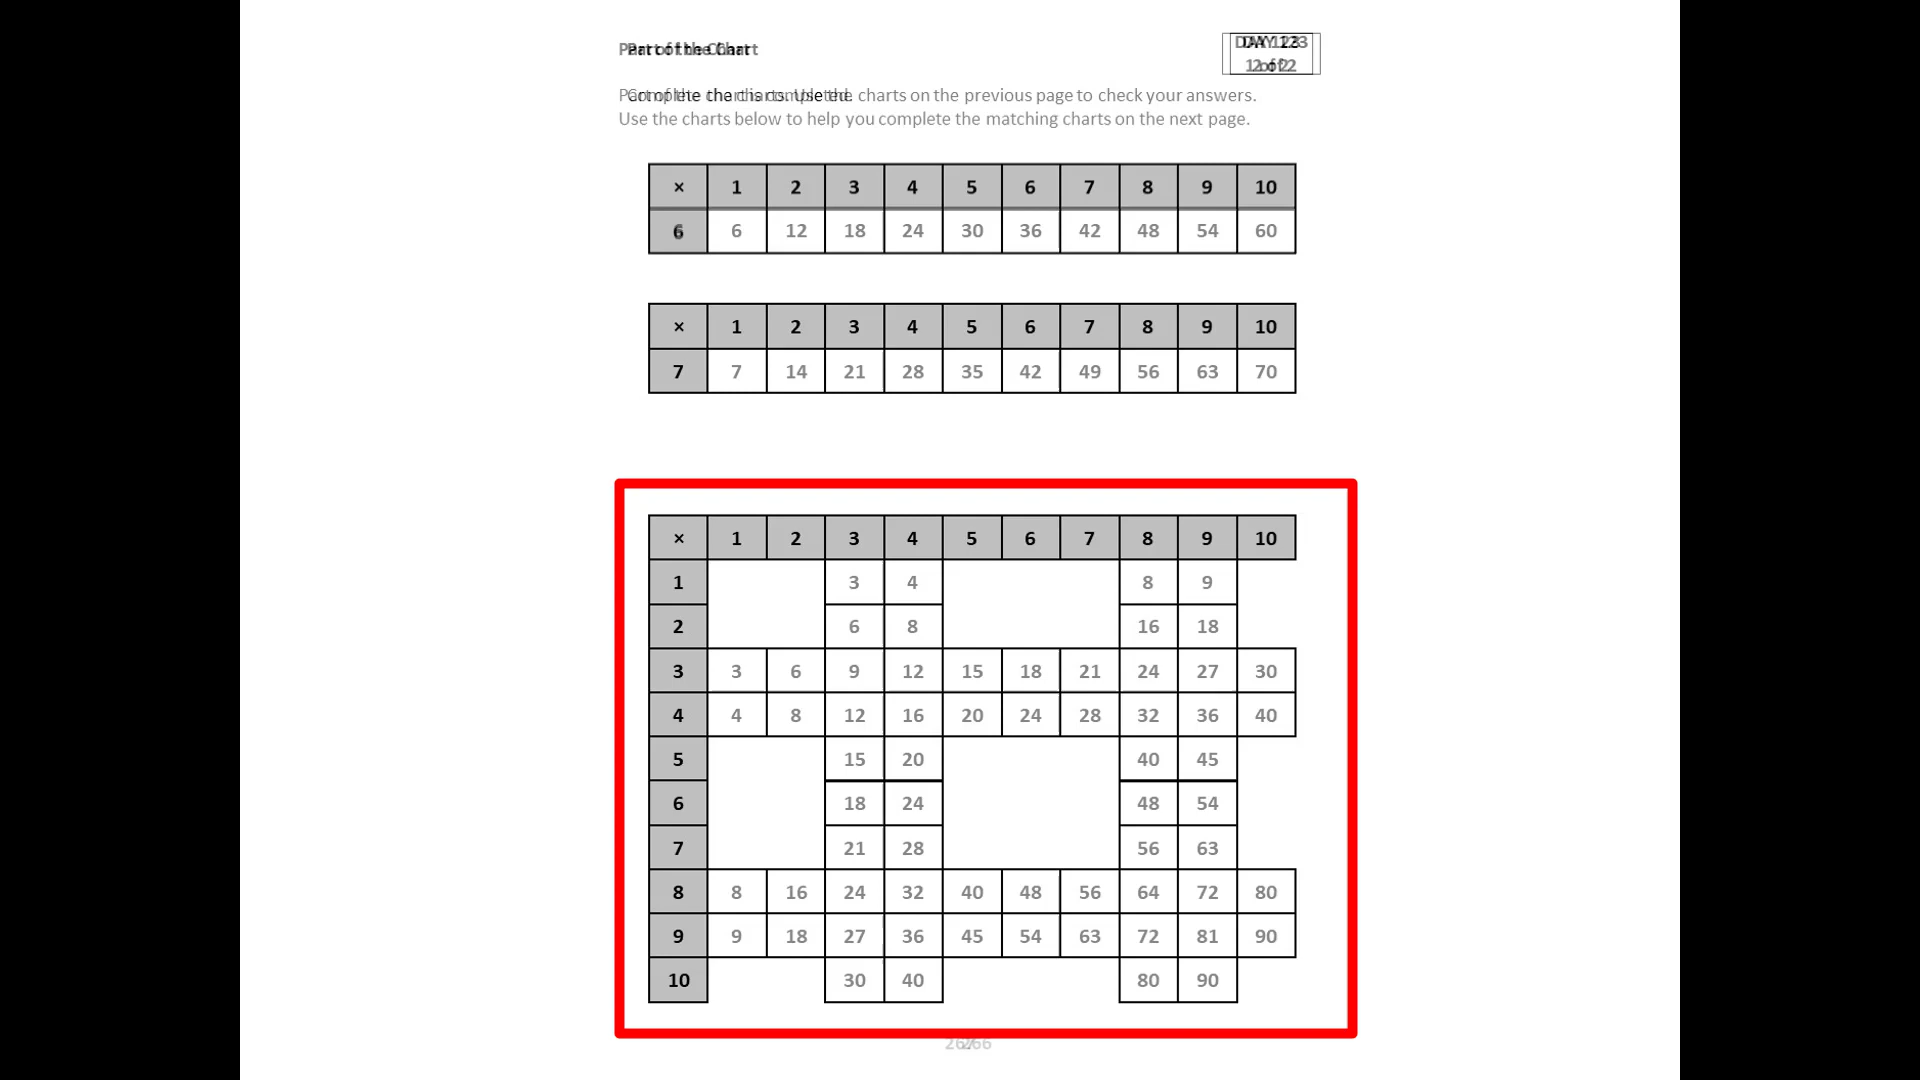 Part of the Chart
DAY 123
charts on the previous page to check your answers.
Use the charts below to help you complete the matching charts on the next page.
× 1 2 3 4 5 6 7 8 9 10
6 6 12 18 24 30 36 42 48 54 60
× 1 2 3 4 5 6 7 8 9 10
7 7 14 21 28 35 42 49 56 63 70
× 1 2 3 4 5 6 7 8 9 10
1 3 4 8 9
2 6 8 16 18
3 3 6 9 12 15 18 21 24 27 30
4 4 8 12 16 20 24 28 32 36 40
5 15 20 40 45
6 18 24 48 54
7 21 28 56 63
8 8 16 24 32 40 48 56 64 72 80
9 9 18 27 36 45 54 63 72 81 90
10 30 40 80 90